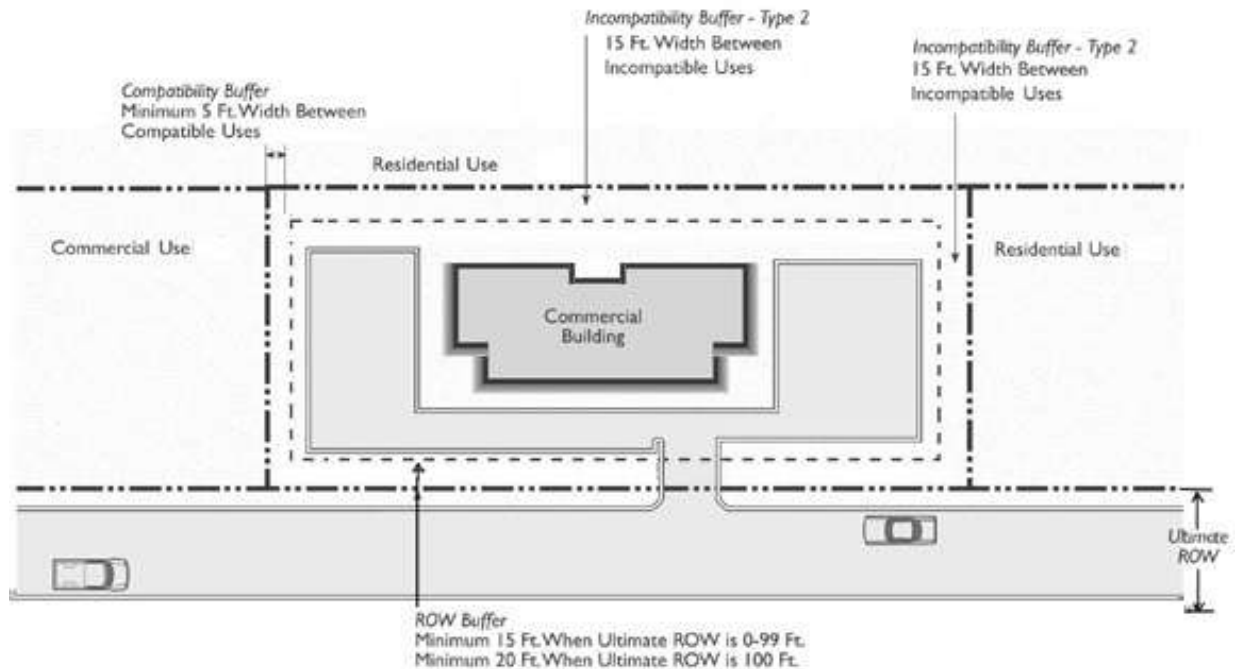 Incompatibility Buffer - Type 2
15 Ft. Width Between
Incompatible Uses
Incompatibility Buffer - Type 2
15 Ft. Width Between
Incompatible Uses
Compatibility Buffer
Minimum 5 Ft. Width Between
Compatible Uses
Residential Use
Commercial Use
Residential Use
Commercial
Building
Ultimate
ROW
ROW Buffer
Minimum 15 Ft. When Ultimate ROW is 0-99 Ft.
Minimum 20 Ft. When Ultimate ROW is 100 Ft.